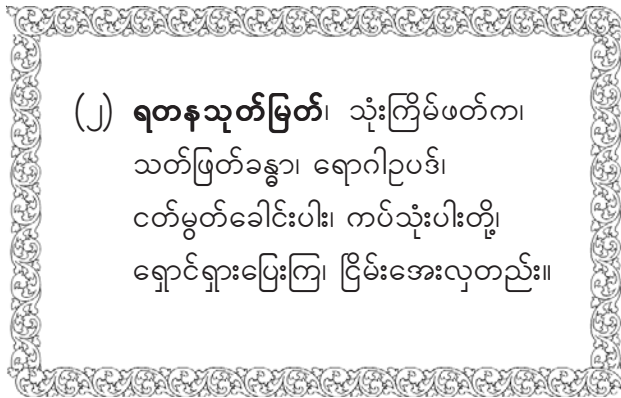 (၂) ရတနသုတ်မြတ်၊ သုံးကြိမ်ဖတ်က၊
သတ်ဖြတ်ခန္ဓာ၊ ရောဂါဥပဒ်၊
ငတ်မွတ်ခေါင်းပါး၊ ကပ်သုံးပါးတို့၊
ရှောင်ရှားပြေးကြ၊ ငြိမ်းအေးလှတည်း။